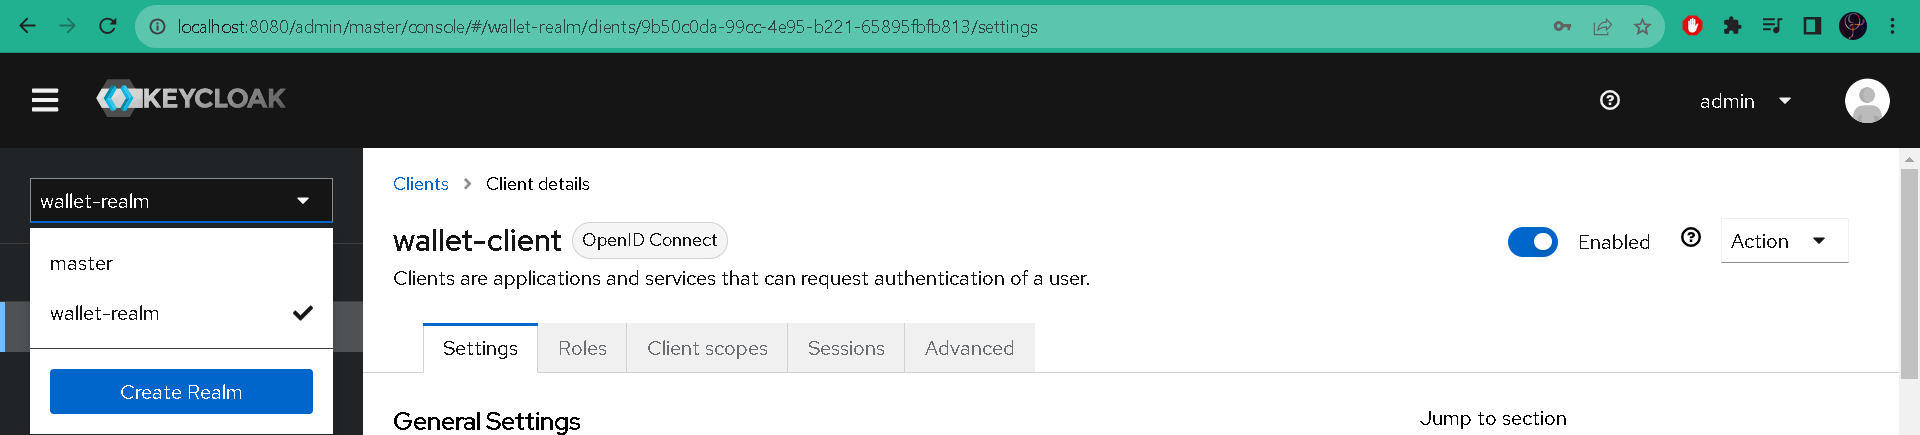 localhost:8080/admin/master/console/#/wallet-realm/clients/9b50c0da-99cc-4e95-b221-65895fbfb813/settings
KEYCLOAK
admin
wallet-realm
master
wallet-realm
Create Realm
Clients > Client details
wallet-client OpenID Connect
Enabled
Action
Clients are applications and services that can request authentication of a user.
Settings Roles Client scopes Sessions Advanced
General Settings
Jump to section